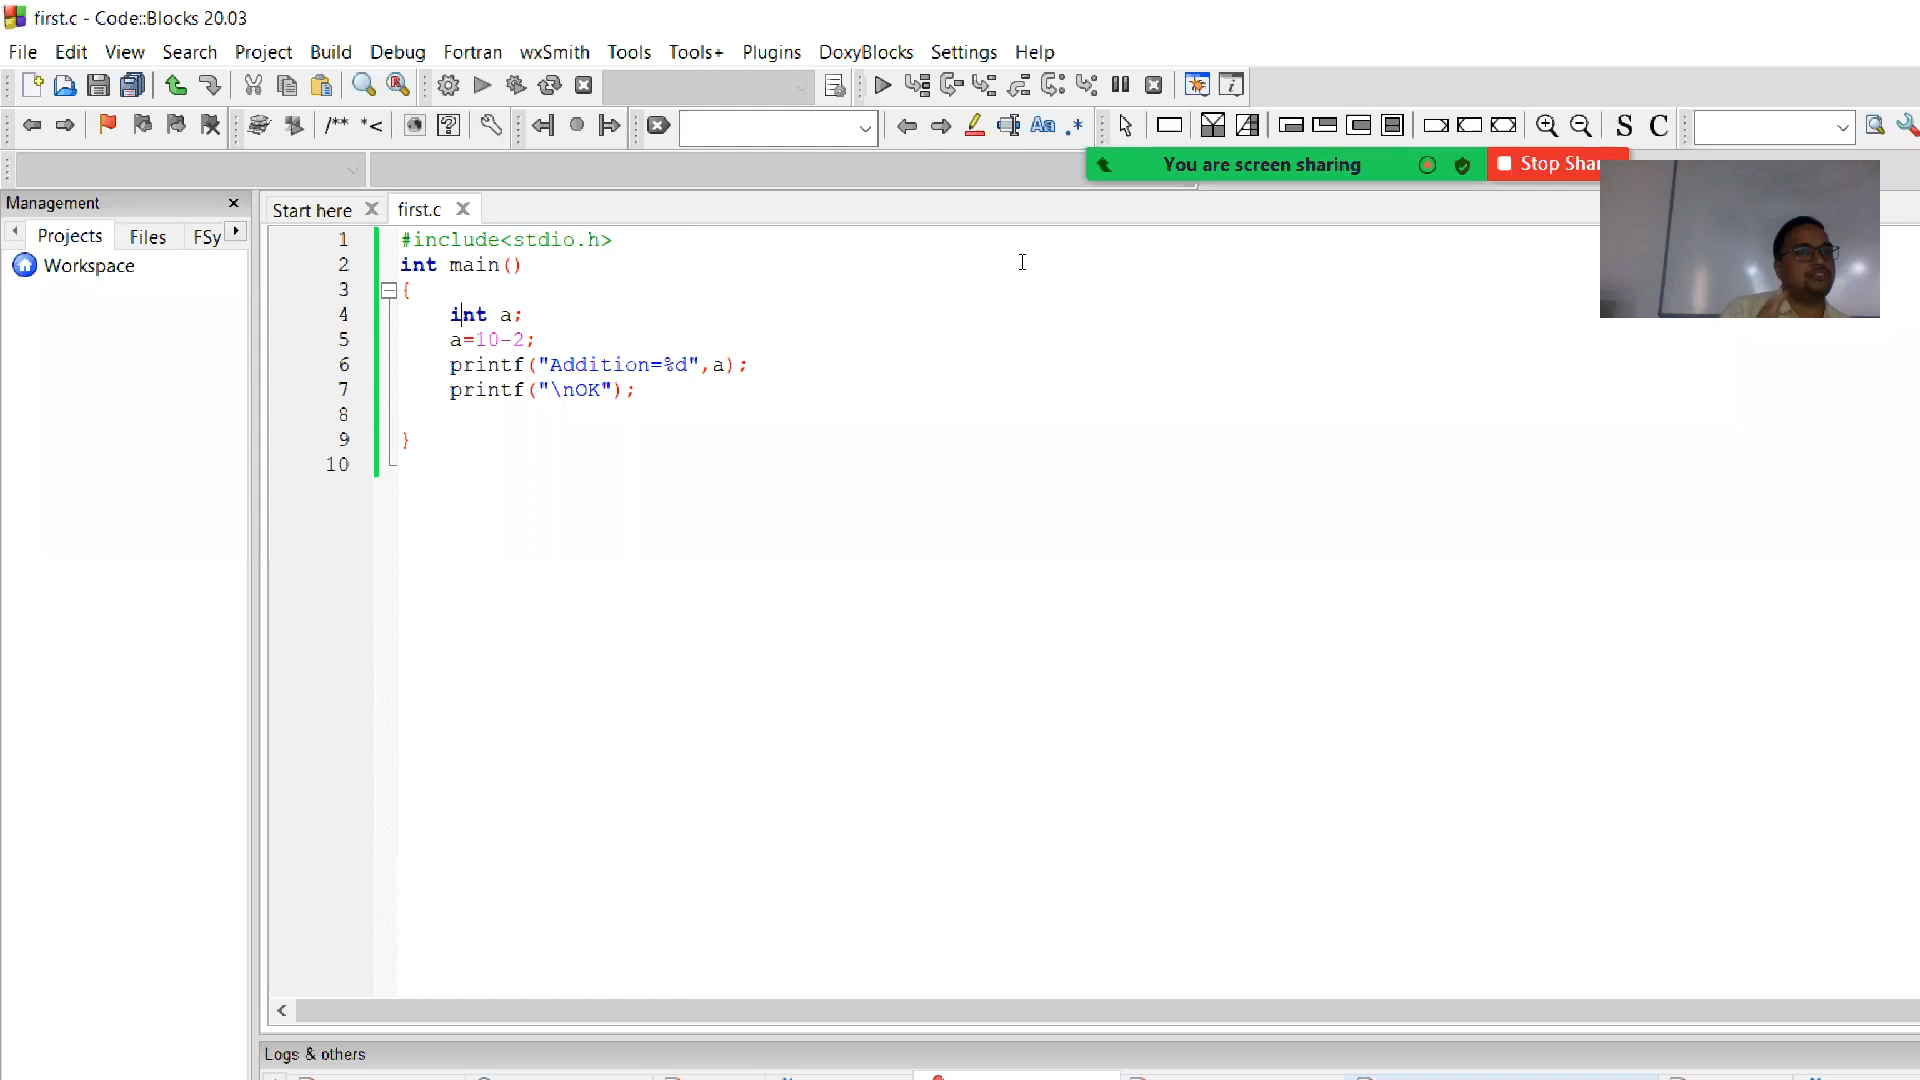 first.c - Code::Blocks 20.03
File Edit View Search Project Build Debug Fortran wxSmith Tools Tools+ Plugins DoxyBlocks Settings Help
/** *< Aa .* S C
You are screen sharing Stop Shar
Management
Projects Files FSy
Workspace
Start here first.c
1 #include<stdio.h>
2 int main()
3 {
4 int a;
5 a=10-2;
6 printf("Addition=%d",a);
7 printf("\nOK");
8
9 }
10
Logs & others